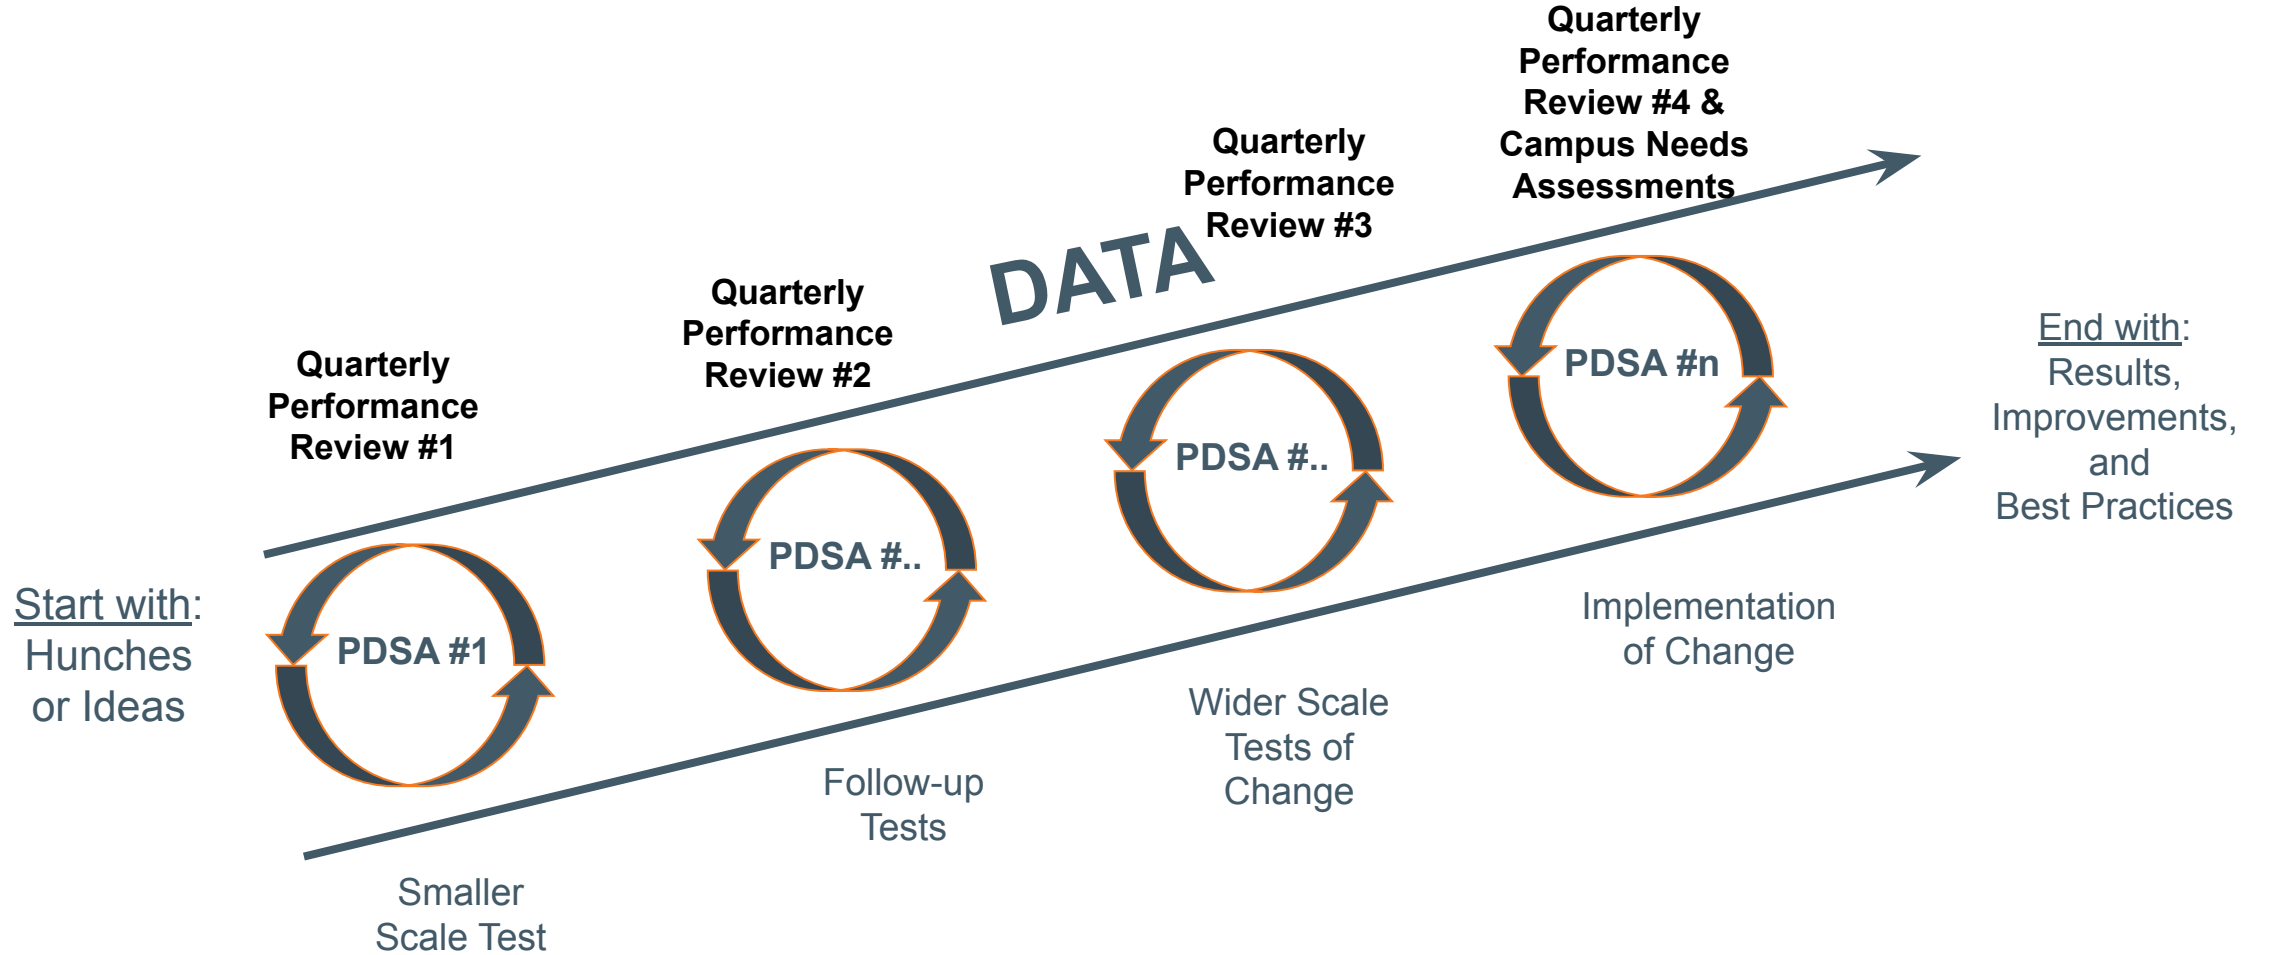 Quarterly
Performance
Review #4 &
Campus Needs
Assessments
Quarterly
Performance
Review #3
DATA
Quarterly
Performance
Review #2
Quarterly
Performance
Review #1
Start with:
Hunches
or Ideas
PDSA #1
PDSA #..
PDSA #..
PDSA #n
End with:
Results,
Improvements,
and
Best Practices
Smaller
Scale Test
Follow-up
Tests
Wider Scale
Tests of
Change
Implementation
of Change